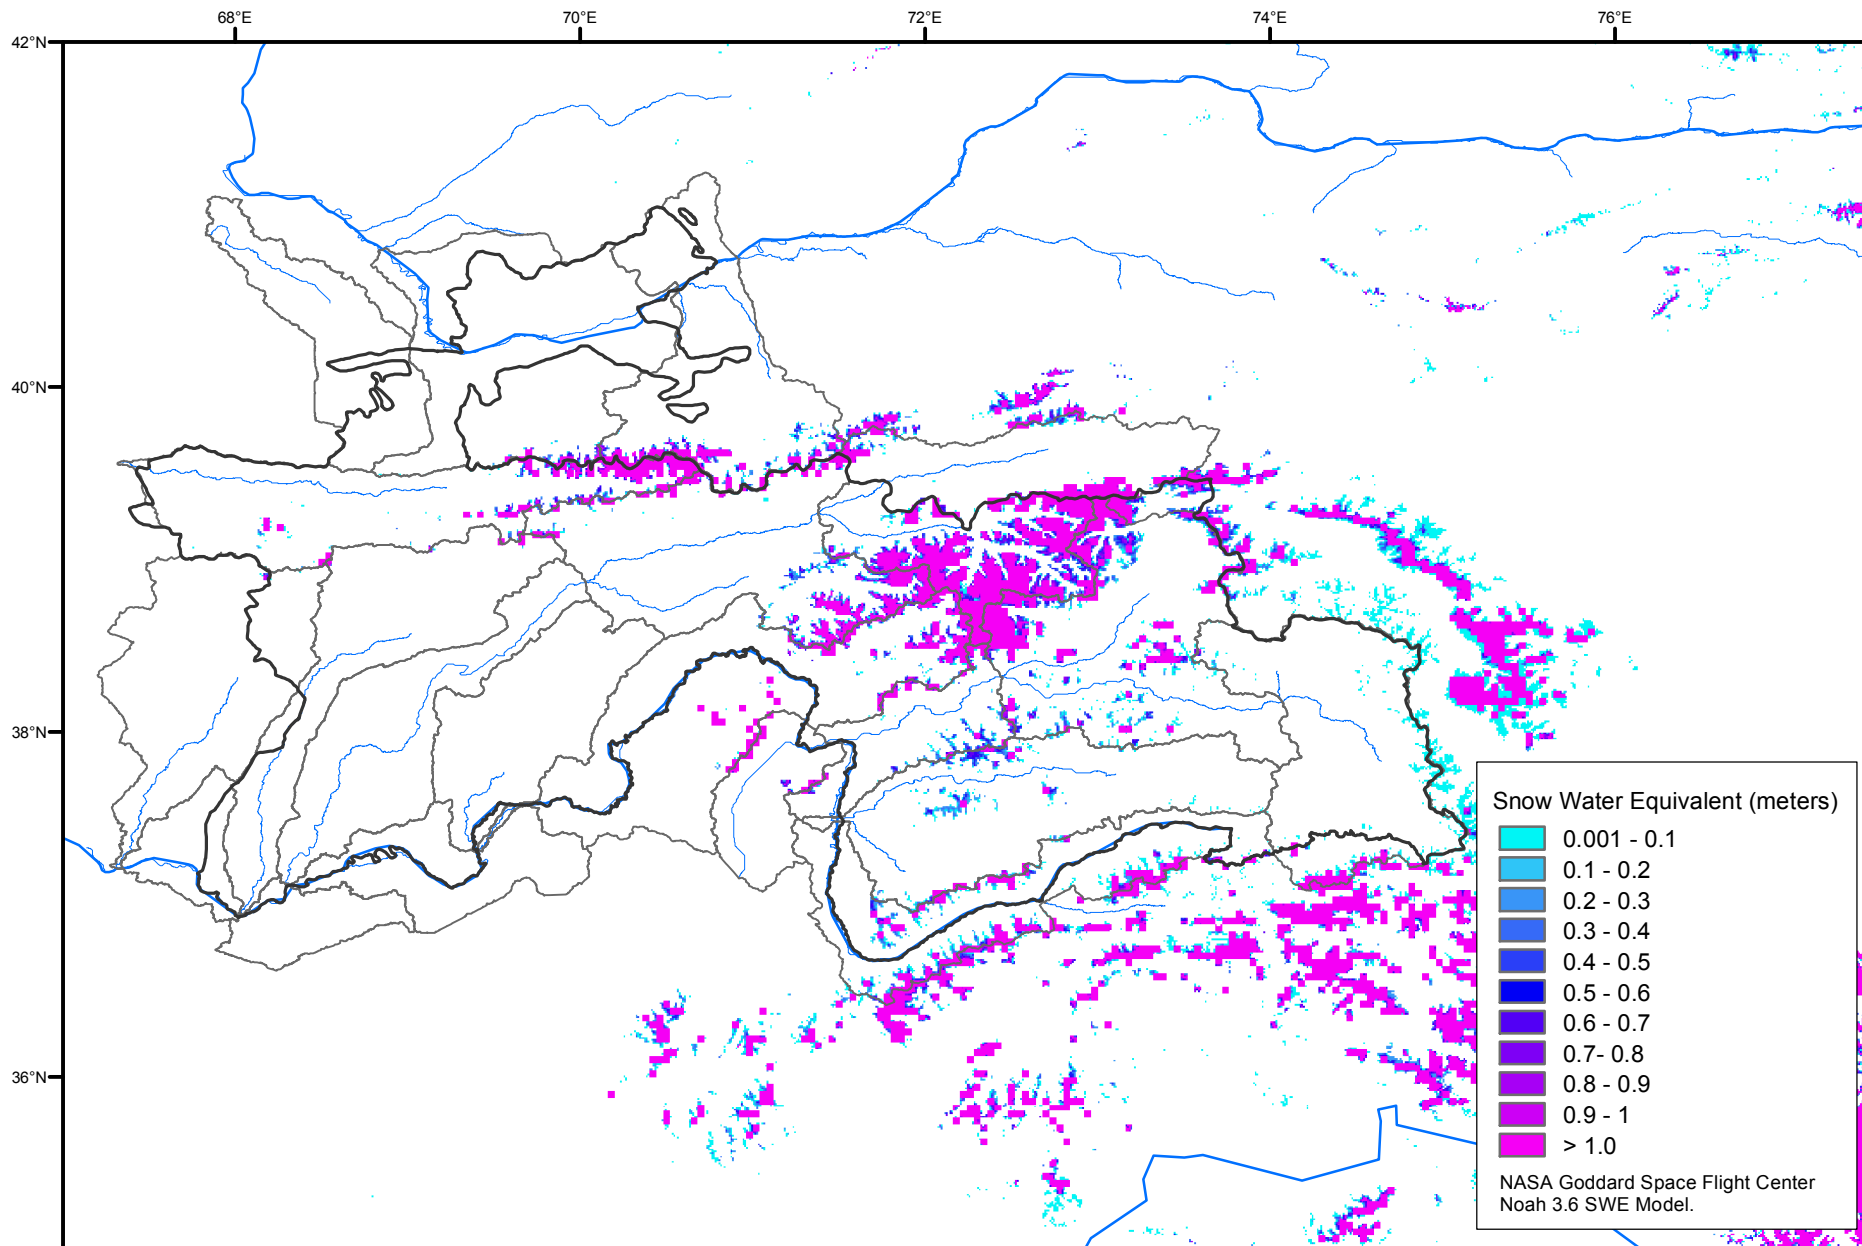 68°E
70°E
72°E
74°E
76°E
42°N
40°N
38°N
36°N
Snow Water Equivalent (meters)
0.001 - 0.1
0.1 - 0.2
0.2 - 0.3
0.3 - 0.4
0.4 - 0.5
0.5 - 0.6
0.6 - 0.7
0.7- 0.8
0.8 - 0.9
0.9 - 1
> 1.0
NASA Goddard Space Flight Center
Noah 3.6 SWE Model.